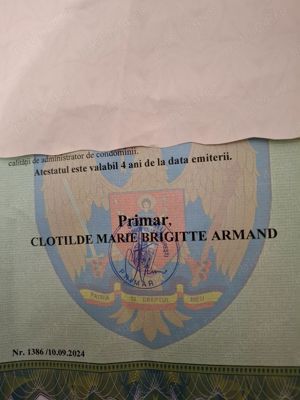 calității de administrator de condominii.
Atestatul este valabil 4 ani de la data emiterii.
Primar,
CLOTILDE MARIE BRIGITTE ARMAND
PRIMAR
PATRIA ȘI DREPTUL MEU
Nr. 1386 /10.09.2024